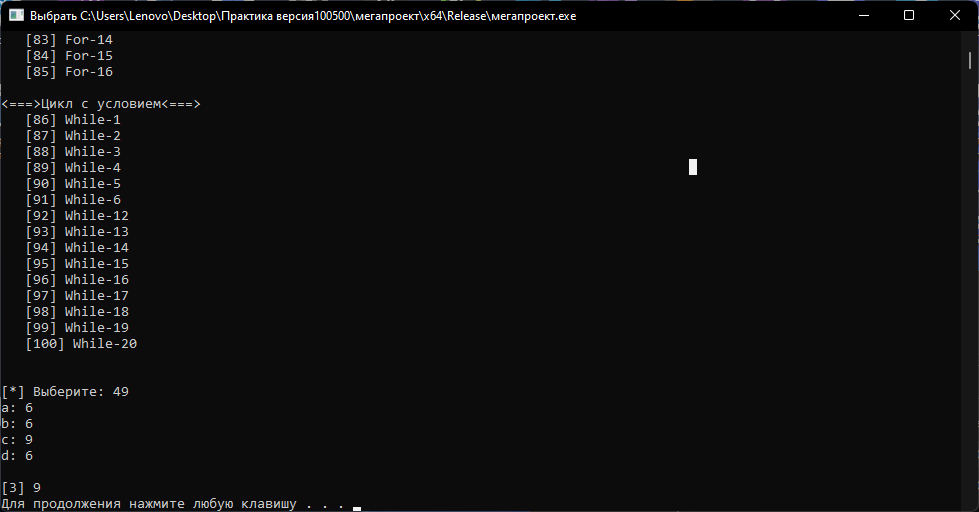 Выбрать C:\Users\Lenovo\Desktop\Практика версия100500\мегапроект\x64\Release\мегапроект.exe
[83] For-14
[84] For-15
[85] For-16
<===>Цикл с условием<===>
[86] While-1
[87] While-2
[88] While-3
[89] While-4
[90] While-5
[91] While-6
[92] While-12
[93] While-13
[94] While-14
[95] While-15
[96] While-16
[97] While-17
[98] While-18
[99] While-19
[100] While-20
[*] Выберите: 49
a: 6
b: 6
c: 9
d: 6
[3] 9
Для продолжения нажмите любую клавишу . . .